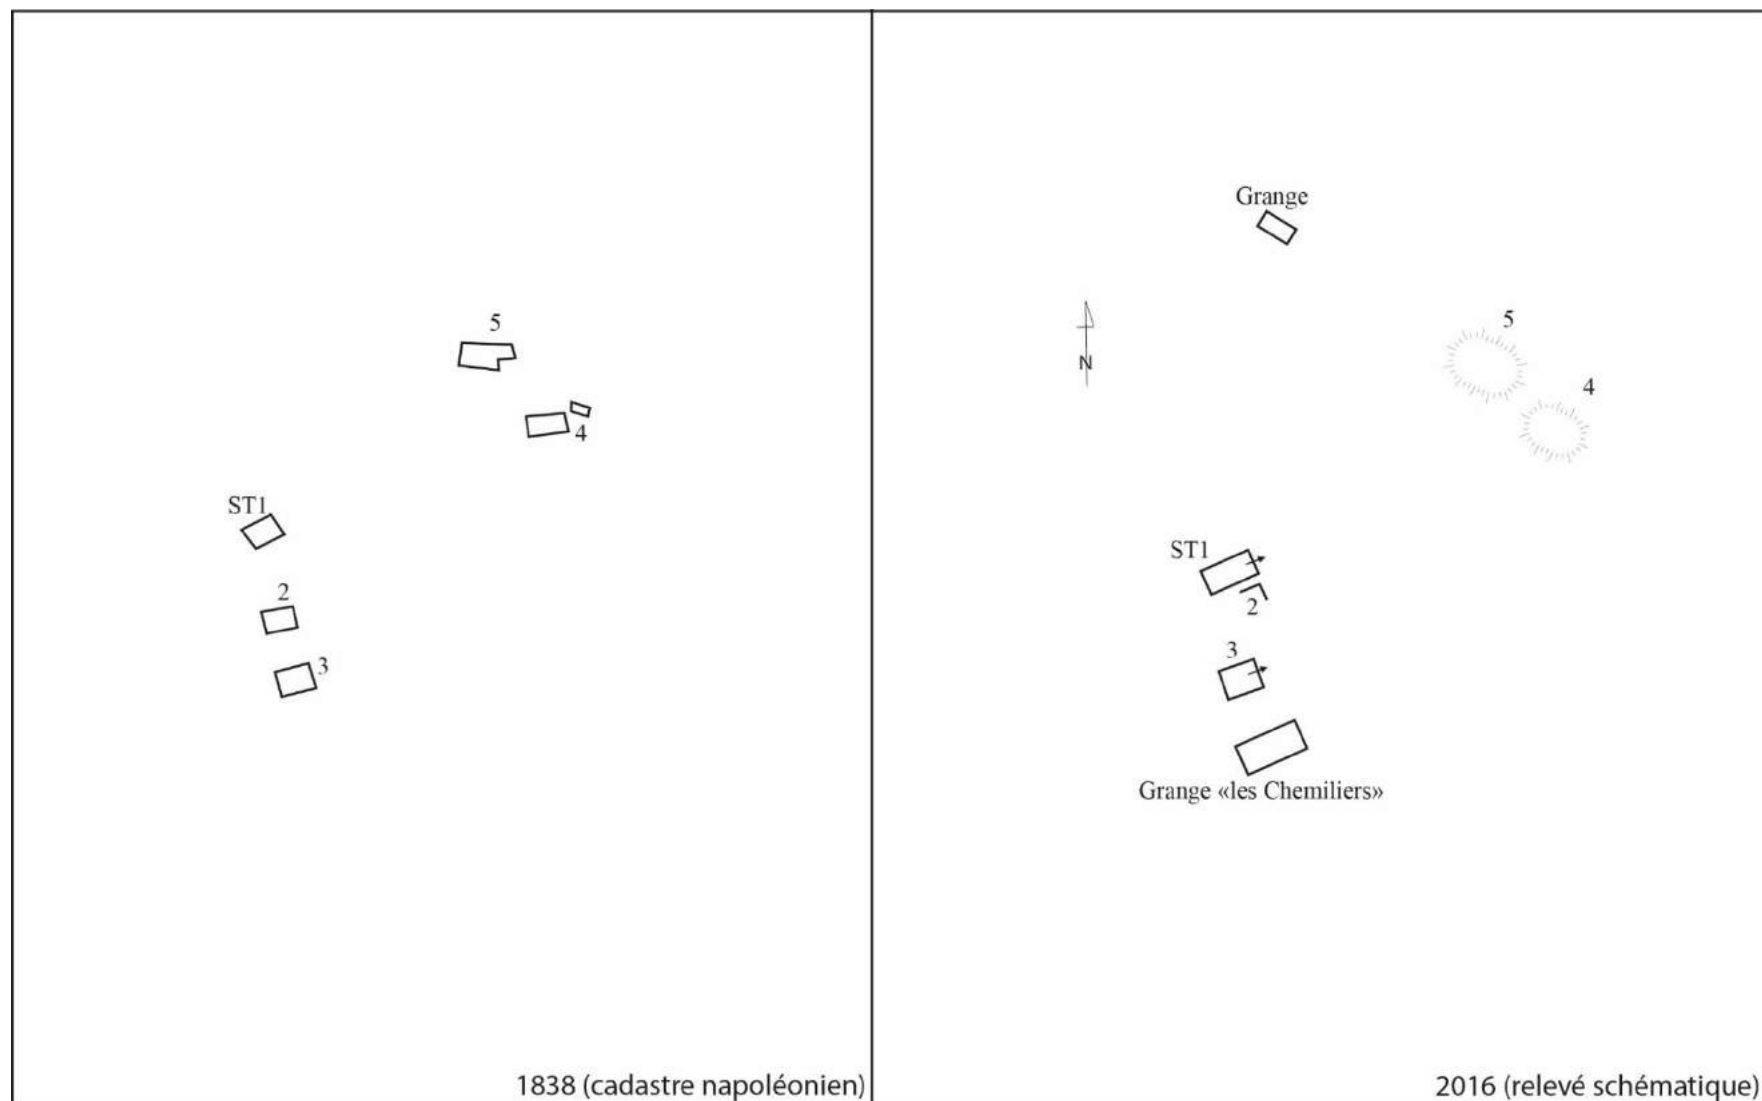 5
4
ST1
2
3
1838 (cadastre napoléonien)
Grange
N
5
4
ST1
2
3
Grange «les Chemiliers»
2016 (relevé schématique)